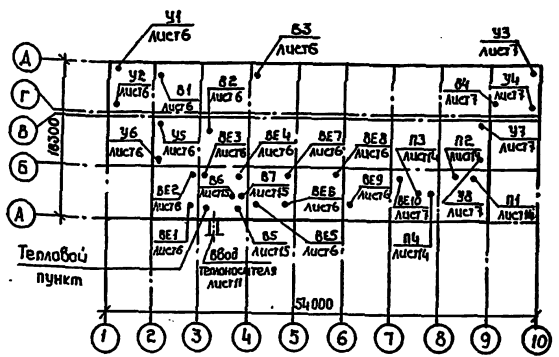 У1
Лист6
В3
Лист6
У3
Лист7
Д
У2
Лист6
В1
Лист6
В2
Лист6
В4
Лист7
У4
Лист7
Г
В
16300
У6
Лист6
У5
Лист6
ВЕ3
Лист6
ВЕ4
Лист6
ВЕ7
Лист6
ВЕ8
Лист6
П3
Лист14
П2
У7
Лист7
Б
ВЕ2
Лист6
В6
Лист15
В7
Лист15
ВЕ6
Лист6
ВЕ9
Лист6
ВЕ10
Лист7
У8
Лист7
П1
Лист14
А
ВЕ1
Лист6
В5
Лист15
ВЕ5
Лист6
П4
Лист14
Тепловой
пункт
Ввод
теплоносителя
лист11
54000
1 2 3 4 5 6 7 8 9 10